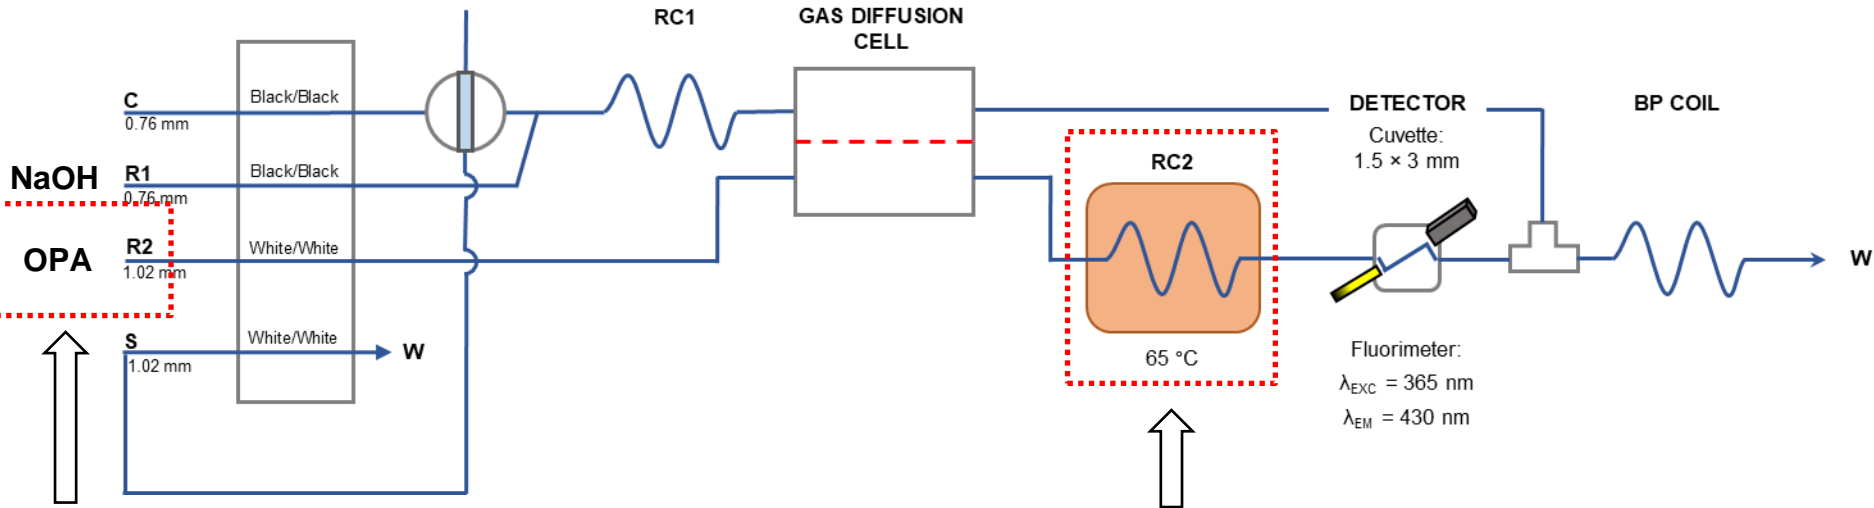 RC1
GAS DIFFUSION
CELL
C
0.76 mm
Black/Black
DETECTOR
Cuvette:
1.5 × 3 mm
BP COIL
NaOH
R1
0.76 mm
Black/Black
RC2
OPA
R2
1.02 mm
White/White
W
S
1.02 mm
White/White
W
65 °C
Fluorimeter:
λEXC = 365 nm
λEM = 430 nm